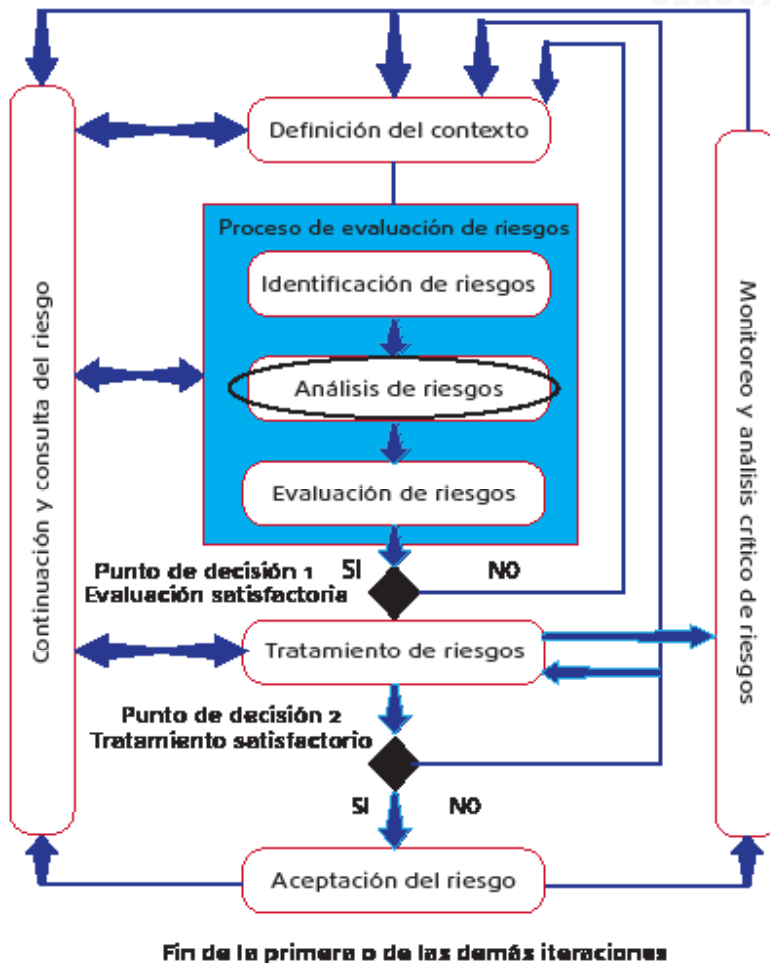 Definición del contexto
Proceso de evaluación de riesgos
Identificación de riesgos
Análisis de riesgos
Evaluación de riesgos
Punto de decisión 1
Evaluación satisfactoria
SI
NO
Tratamiento de riesgos
Punto de decisión 2
Tratamiento satisfactorio
SI
NO
Aceptación del riesgo
Continuación y consulta del riesgo
Monitoreo y análisis crítico de riesgos
Fin de la primera o de las demás iteraciones